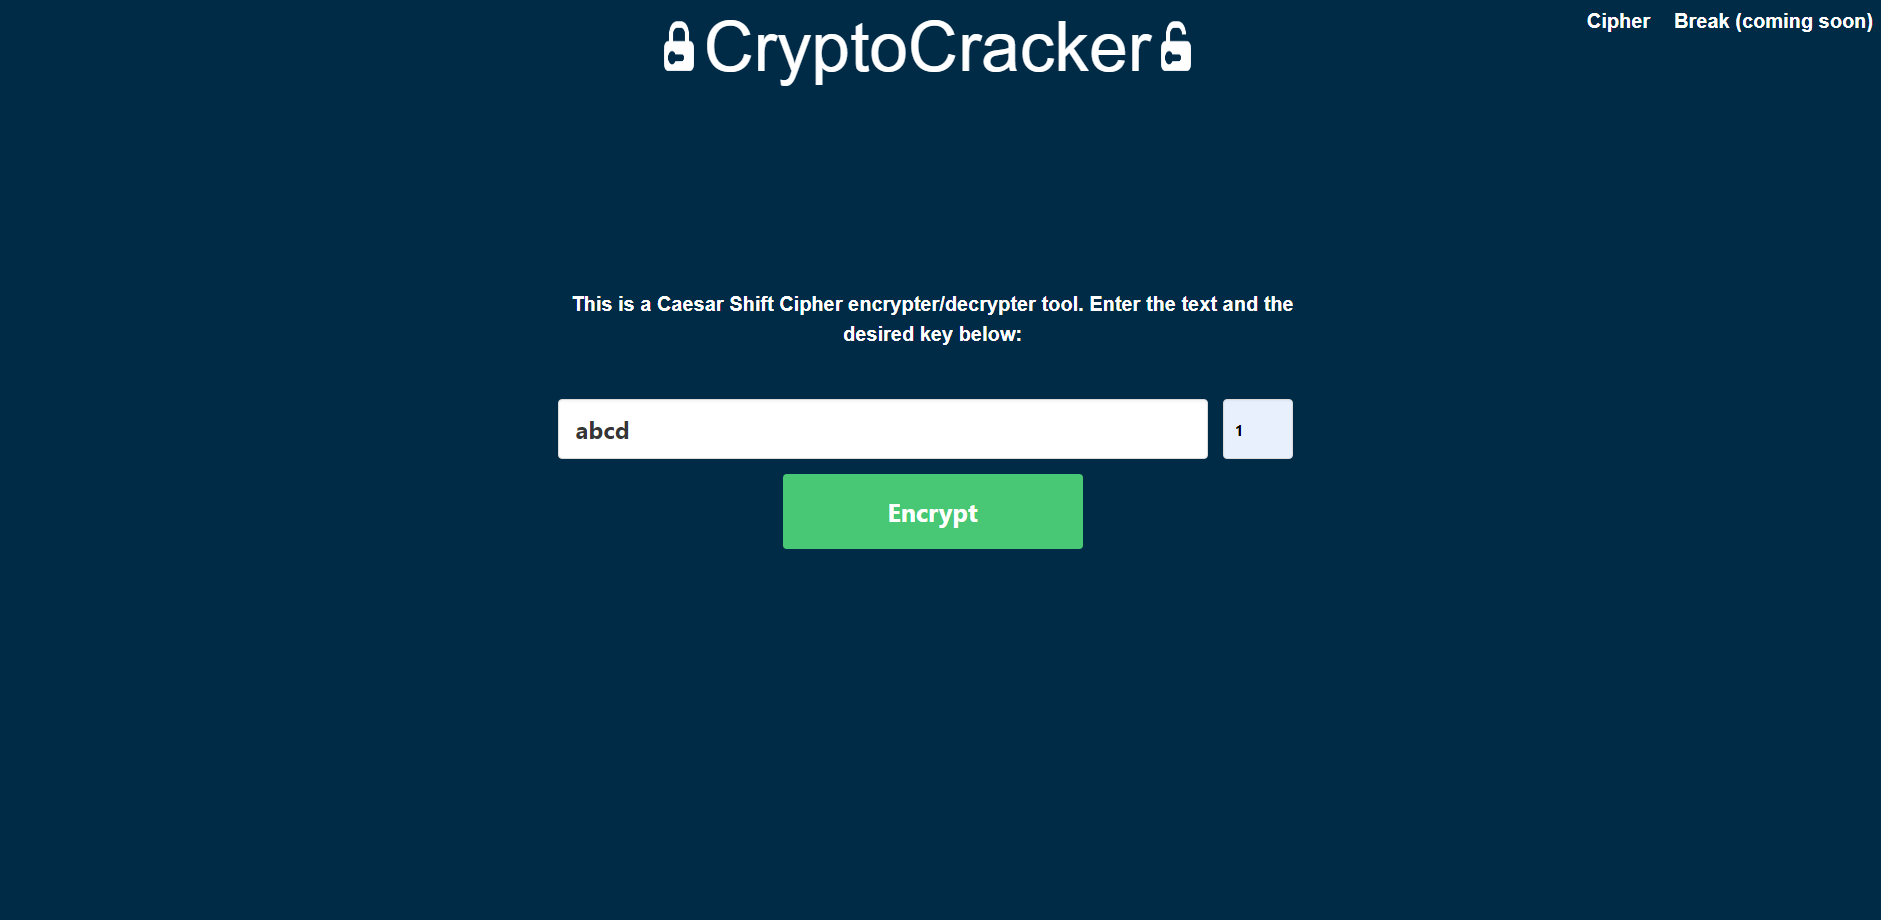 CryptoCracker
Cipher Break (coming soon)
This is a Caesar Shift Cipher encrypter/decrypter tool. Enter the text and the
desired key below:
abcd 1
Encrypt